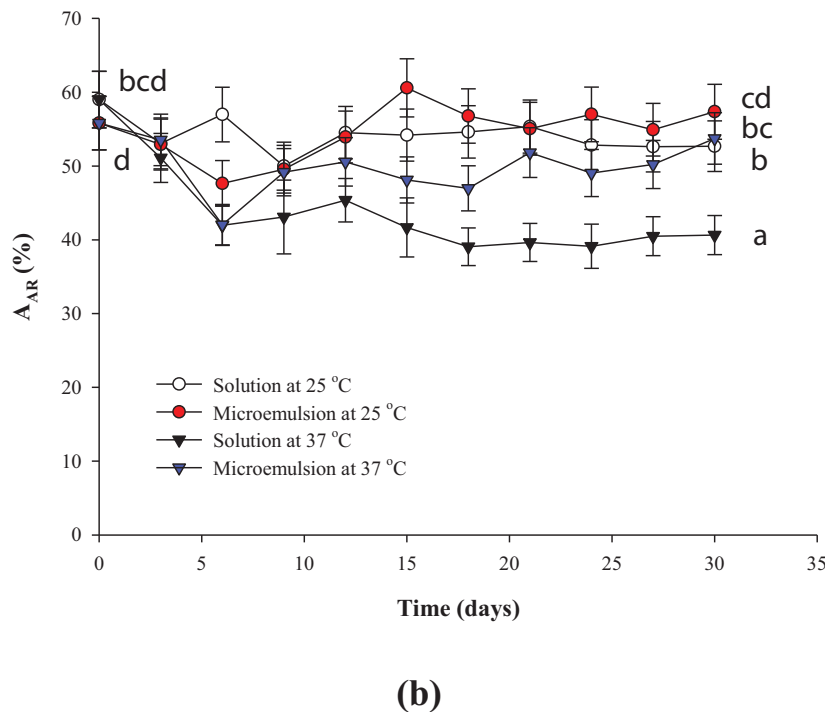 70
60
50
40
30
20
10
0
A_AR (%)
bcd
d
cd
bc
b
a
Solution at 25 °C
Microemulsion at 25 °C
Solution at 37 °C
Microemulsion at 37 °C
0 5 10 15 20 25 30 35
Time (days)
(b)